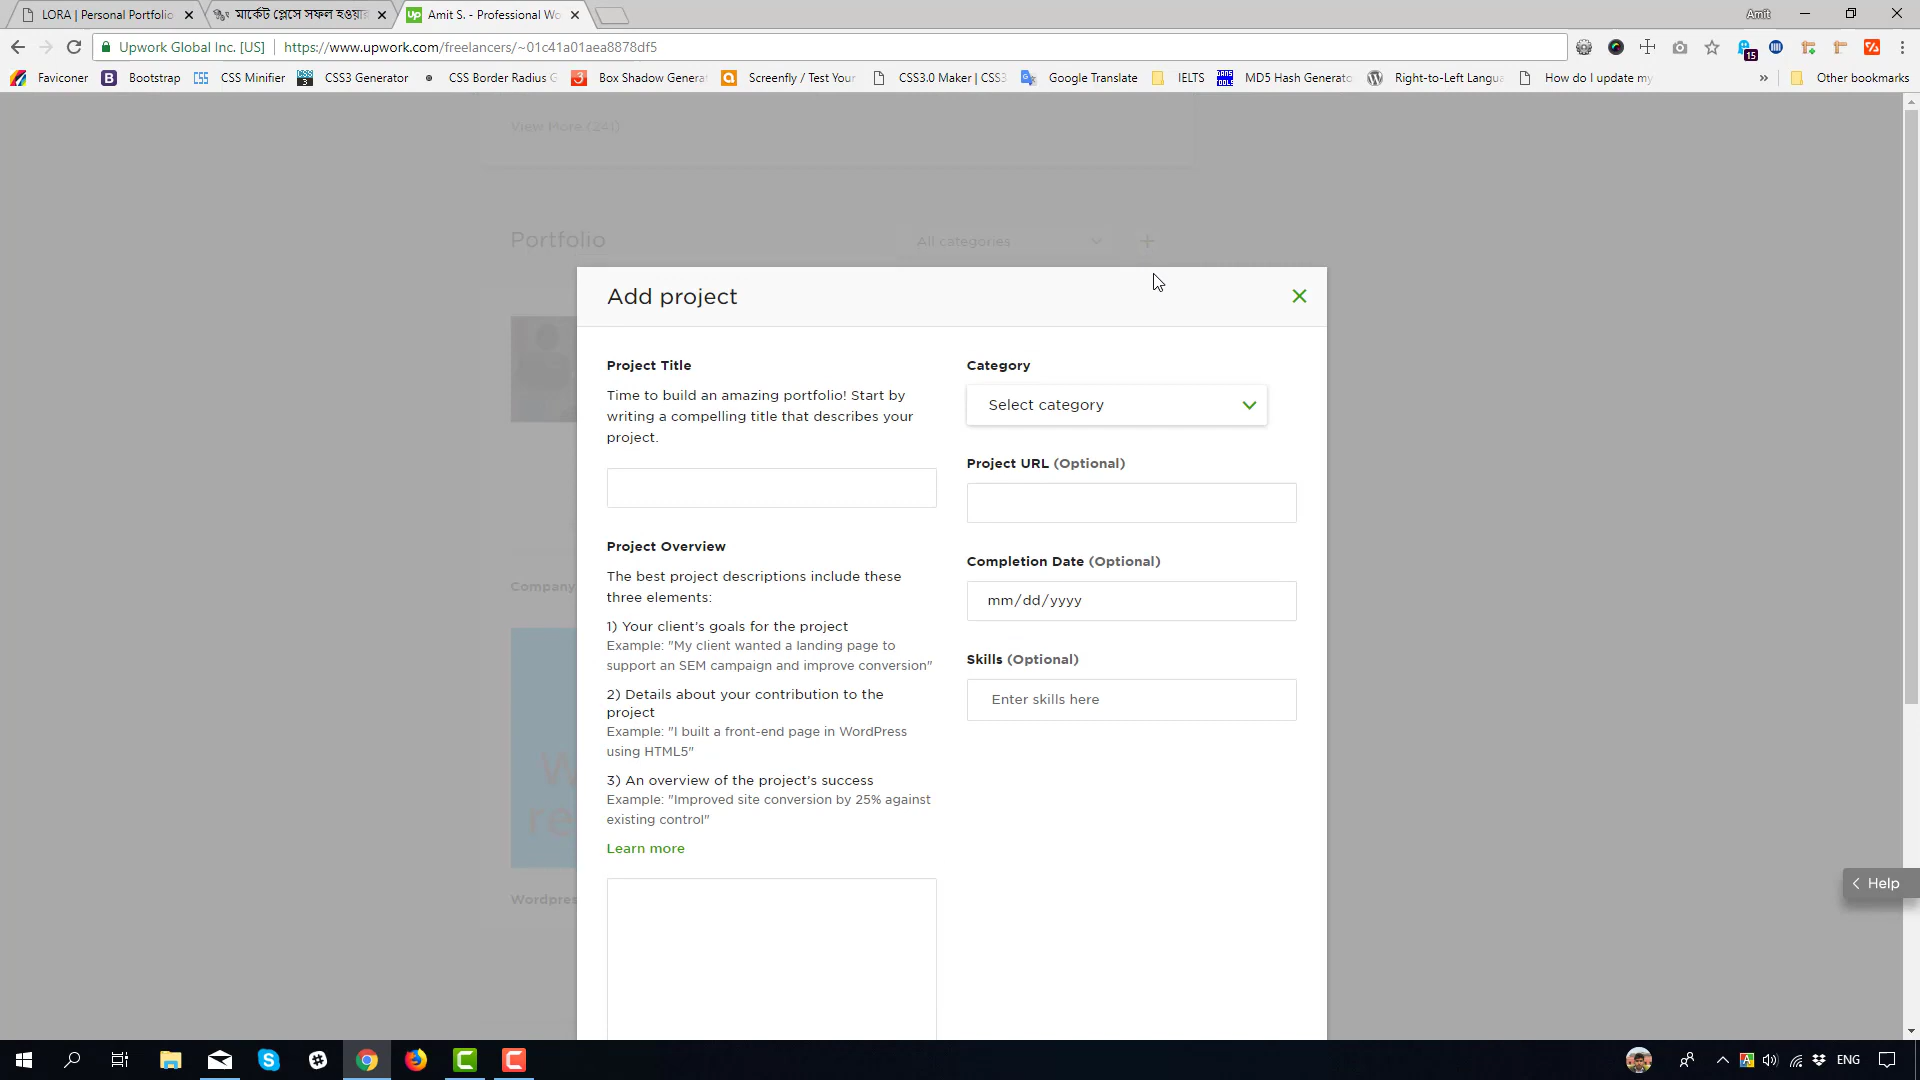 LORA | Personal Portfolio
মার্কেট প্লেসে সফল হওয়ার
Amit S. - Professional Wo
Amit
Upwork Global Inc. [US]
https://www.upwork.com/freelancers/~01c41a01aea8878df5
15
Faviconer
Bootstrap
CSS Minifier
CSS3 Generator
CSS Border Radius G
Box Shadow Genera
Screenfly / Test Your
CSS3.0 Maker | CSS3
Google Translate
IELTS
MD5 Hash Generato
Right-to-Left Langua
How do I update my
»
Other bookmarks
View More (241)
Portfolio
All categories
Add project
Project Title
Time to build an amazing portfolio! Start by
writing a compelling title that describes your
project.
Category
Select category
Project URL (Optional)
Project Overview
The best project descriptions include these
three elements:
1) Your client's goals for the project
Example: "My client wanted a landing page to
support an SEM campaign and improve conversion"
2) Details about your contribution to the
project
Example: "I built a front-end page in WordPress
using HTML5"
3) An overview of the project's success
Example: "Improved site conversion by 25% against
existing control"
Learn more
Completion Date (Optional)
mm/dd/yyyy
Skills (Optional)
Enter skills here
Company
W
re
Wordpres
Help
ENG